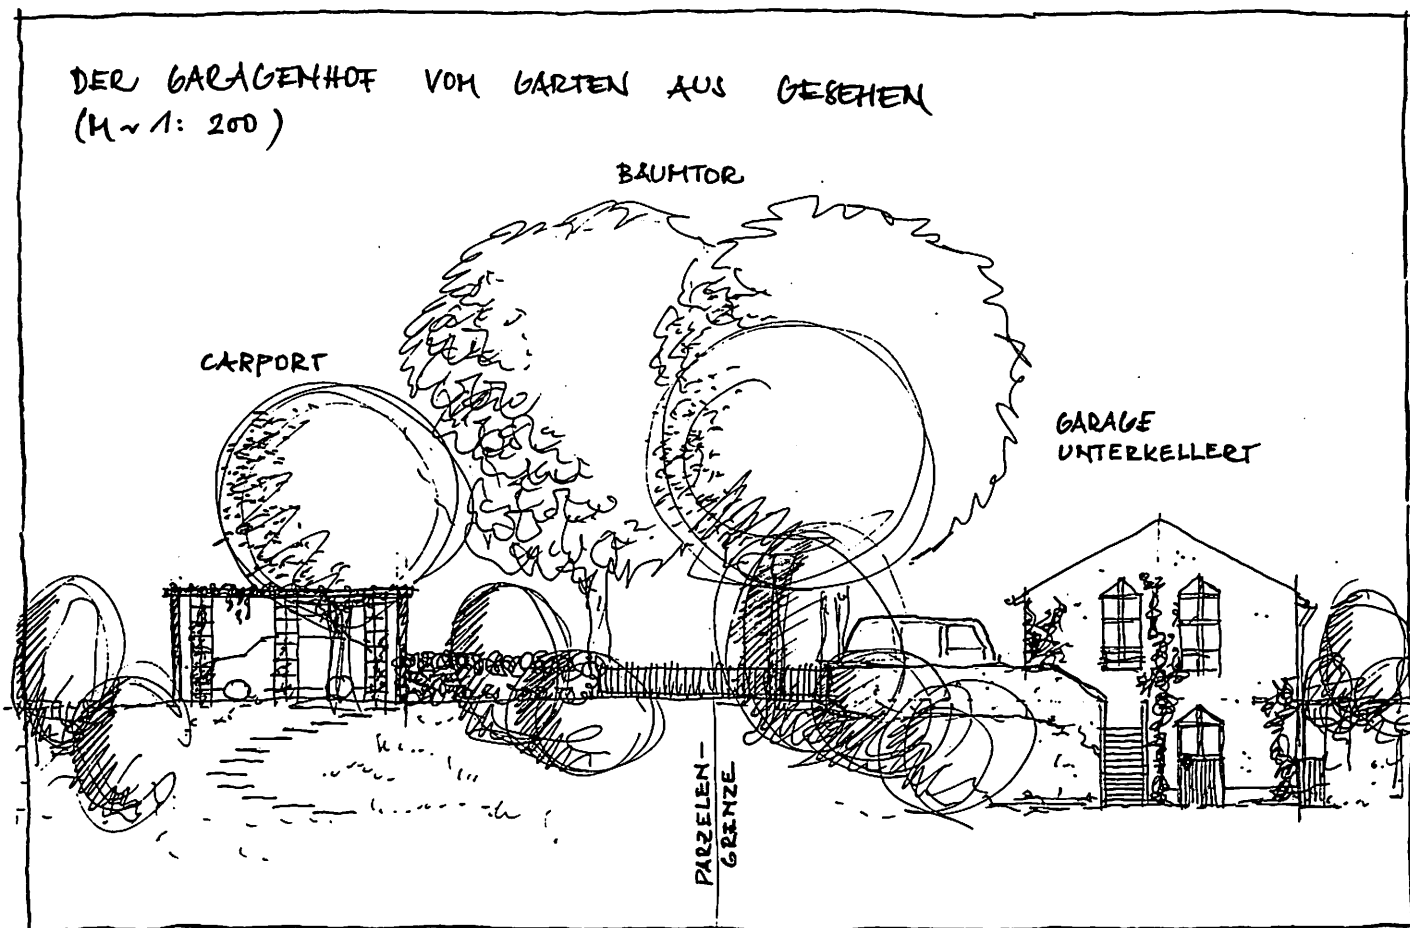 DER GARAGENHOF VOM GARTEN AUS GESEHEN
(M ~ 1: 200)
BAUMTOR
CARPORT
GARAGE
UNTERKELLERT
PARZELEN-
GRENZE